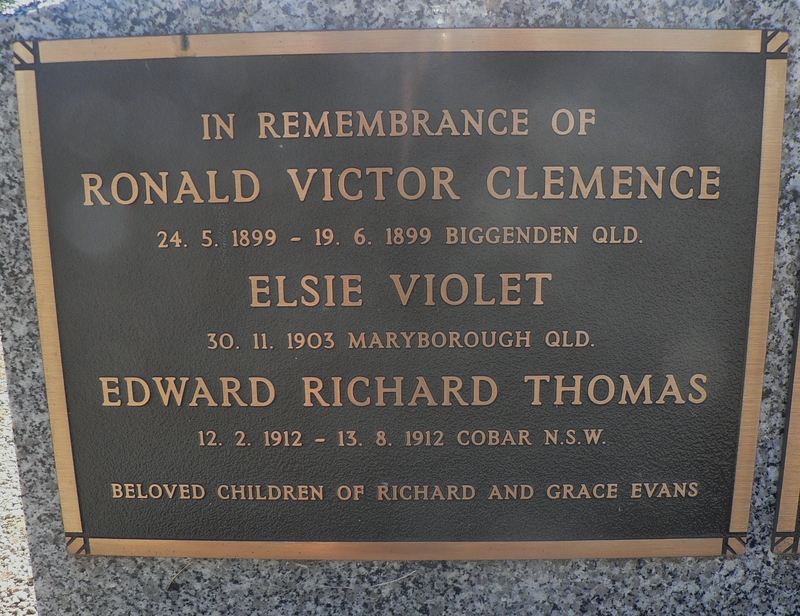 IN REMEMBRANCE OF
RONALD VICTOR CLEMENCE
24. 5. 1899 - 19. 6. 1899 BIGGENDEN QLD.
ELSIE VIOLET
30. 11. 1903 MARYBOROUGH QLD.
EDWARD RICHARD THOMAS
12. 2. 1912 - 13. 8. 1912 COBAR N.S.W.
BELOVED CHILDREN OF RICHARD AND GRACE EVANS